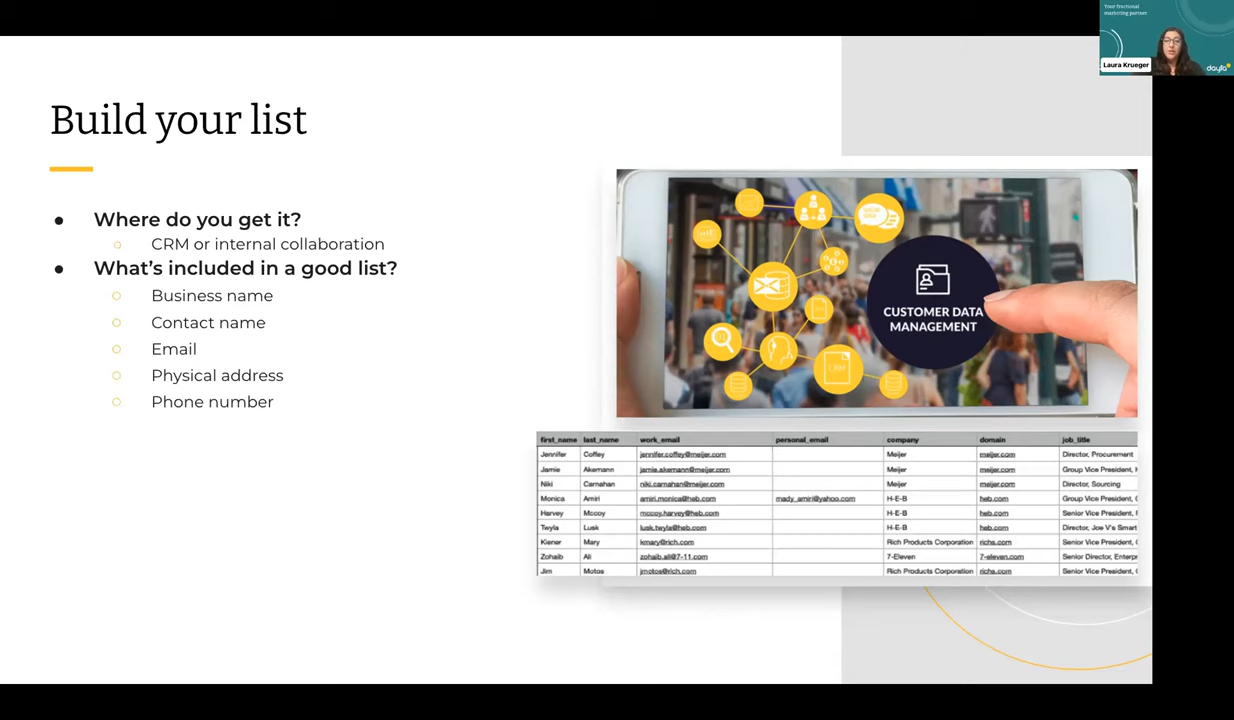 Your fractional
marketing partner
Laura Krueger
dayta
Build your list
● Where do you get it?
○ CRM or internal collaboration
● What's included in a good list?
○ Business name
○ Contact name
○ Email
○ Physical address
○ Phone number
CRM
CUSTOMER DATA
MANAGEMENT
first_name last_name work_email personal_email company domain job_title
Jennifer Coffey jennifer.coffey@meijer.com Meijer meijer.com Director, Procurement
Jamie Akemann jamie.akemann@meijer.com Meijer meijer.com Group Vice President,
Niki Carnahan niki.carnahan@meijer.com Meijer meijer.com Director, Sourcing
Monica Amiri amiri.monica@heb.com mady_amiri@yahoo.com H-E-B heb.com Group Vice President,
Harvey Mccoy mccoy.harvey@heb.com H-E-B heb.com Senior Vice President,
Twyla Lusk lusk.twyla@heb.com H-E-B heb.com Director, Joe V's Smart
Kiener Mary kmary@rich.com Rich Products Corporation richs.com Senior Vice President,
Zohaib Ali zohaib.ali@7-11.com 7-Eleven 7-eleven.com Senior Director, Enterpr
Jim Motos jmotos@rich.com Rich Products Corporation richs.com Senior Vice President,